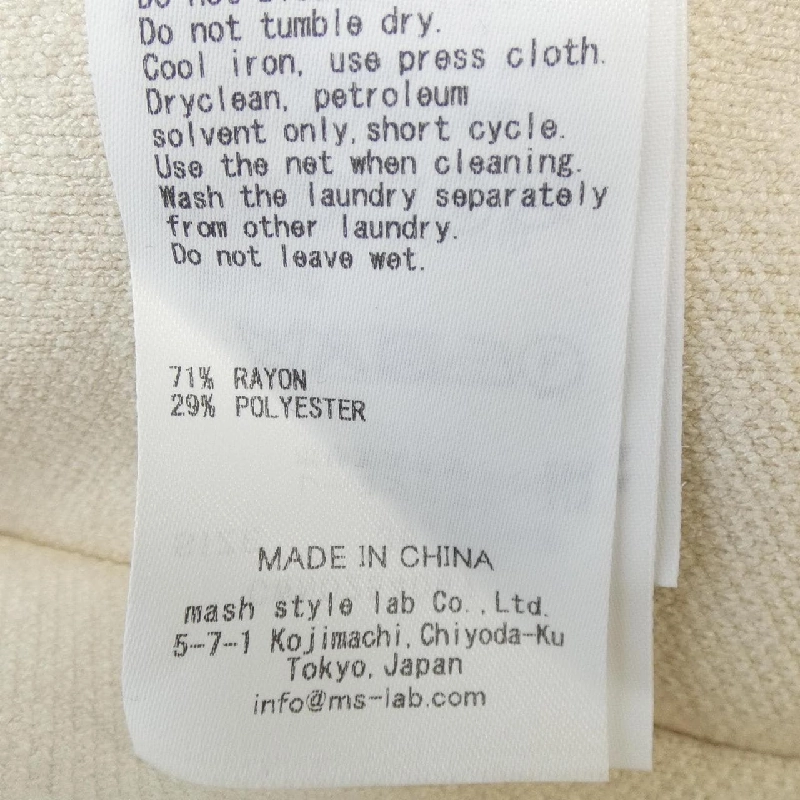 Do not
Do not tumble dry.
Cool iron, use press cloth.
Dryclean, petroleum
solvent only, short cycle.
Use the net when cleaning.
Wash the laundry separately
from other laundry.
Do not leave wet.
71% RAYON
29% POLYESTER
MADE IN CHINA
mash style lab Co.,Ltd.
5-7-1 Kojimachi, Chiyoda-Ku
Tokyo, Japan
info@ms-lab.com